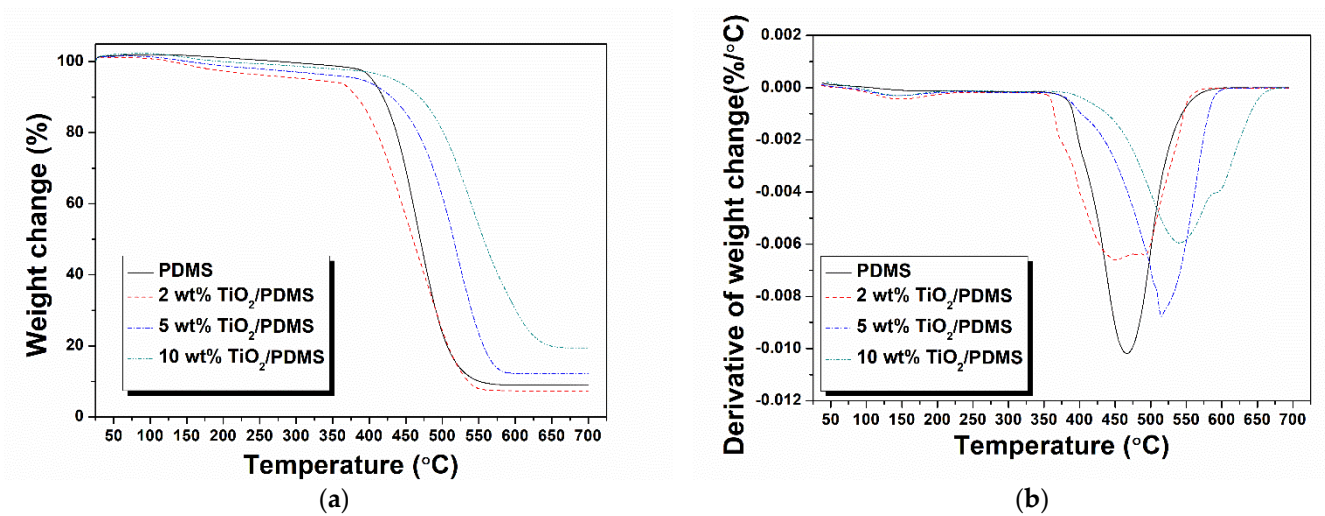 Weight change (%)
100
80
60
40
20
0
PDMS
2 wt% TiO₂/PDMS
5 wt% TiO₂/PDMS
10 wt% TiO₂/PDMS
50 100 150 200 250 300 350 400 450 500 550 600 650 700
Temperature (°C)
(a)
Derivative of weight change(%/°C)
0.002
0.000
-0.002
-0.004
-0.006
-0.008
-0.010
-0.012
PDMS
2 wt% TiO₂/PDMS
5 wt% TiO₂/PDMS
10 wt% TiO₂/PDMS
50 100 150 200 250 300 350 400 450 500 550 600 650 700
Temperature (°C)
(b)